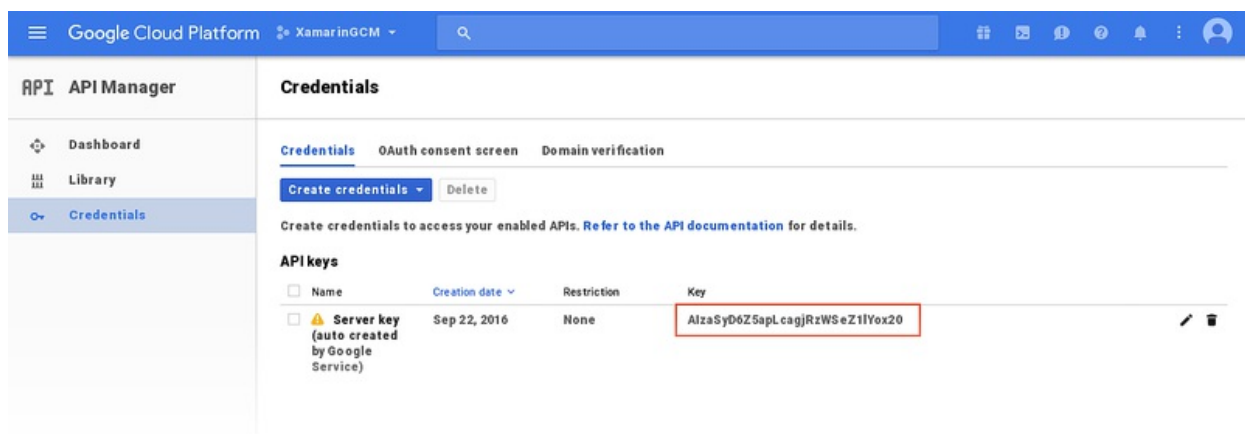 Google Cloud Platform XamarinGCM
API API Manager
Credentials
Dashboard
Library
Credentials
Credentials OAuth consent screen Domain verification
Create credentials Delete
Create credentials to access your enabled APIs. Refer to the API documentation for details.
API keys
Name Creation date Restriction Key
Server key Sep 22, 2016 None AIzaSyD6Z5apLcagjRzWSeZ1lYox20
(auto created
by Google
Service)